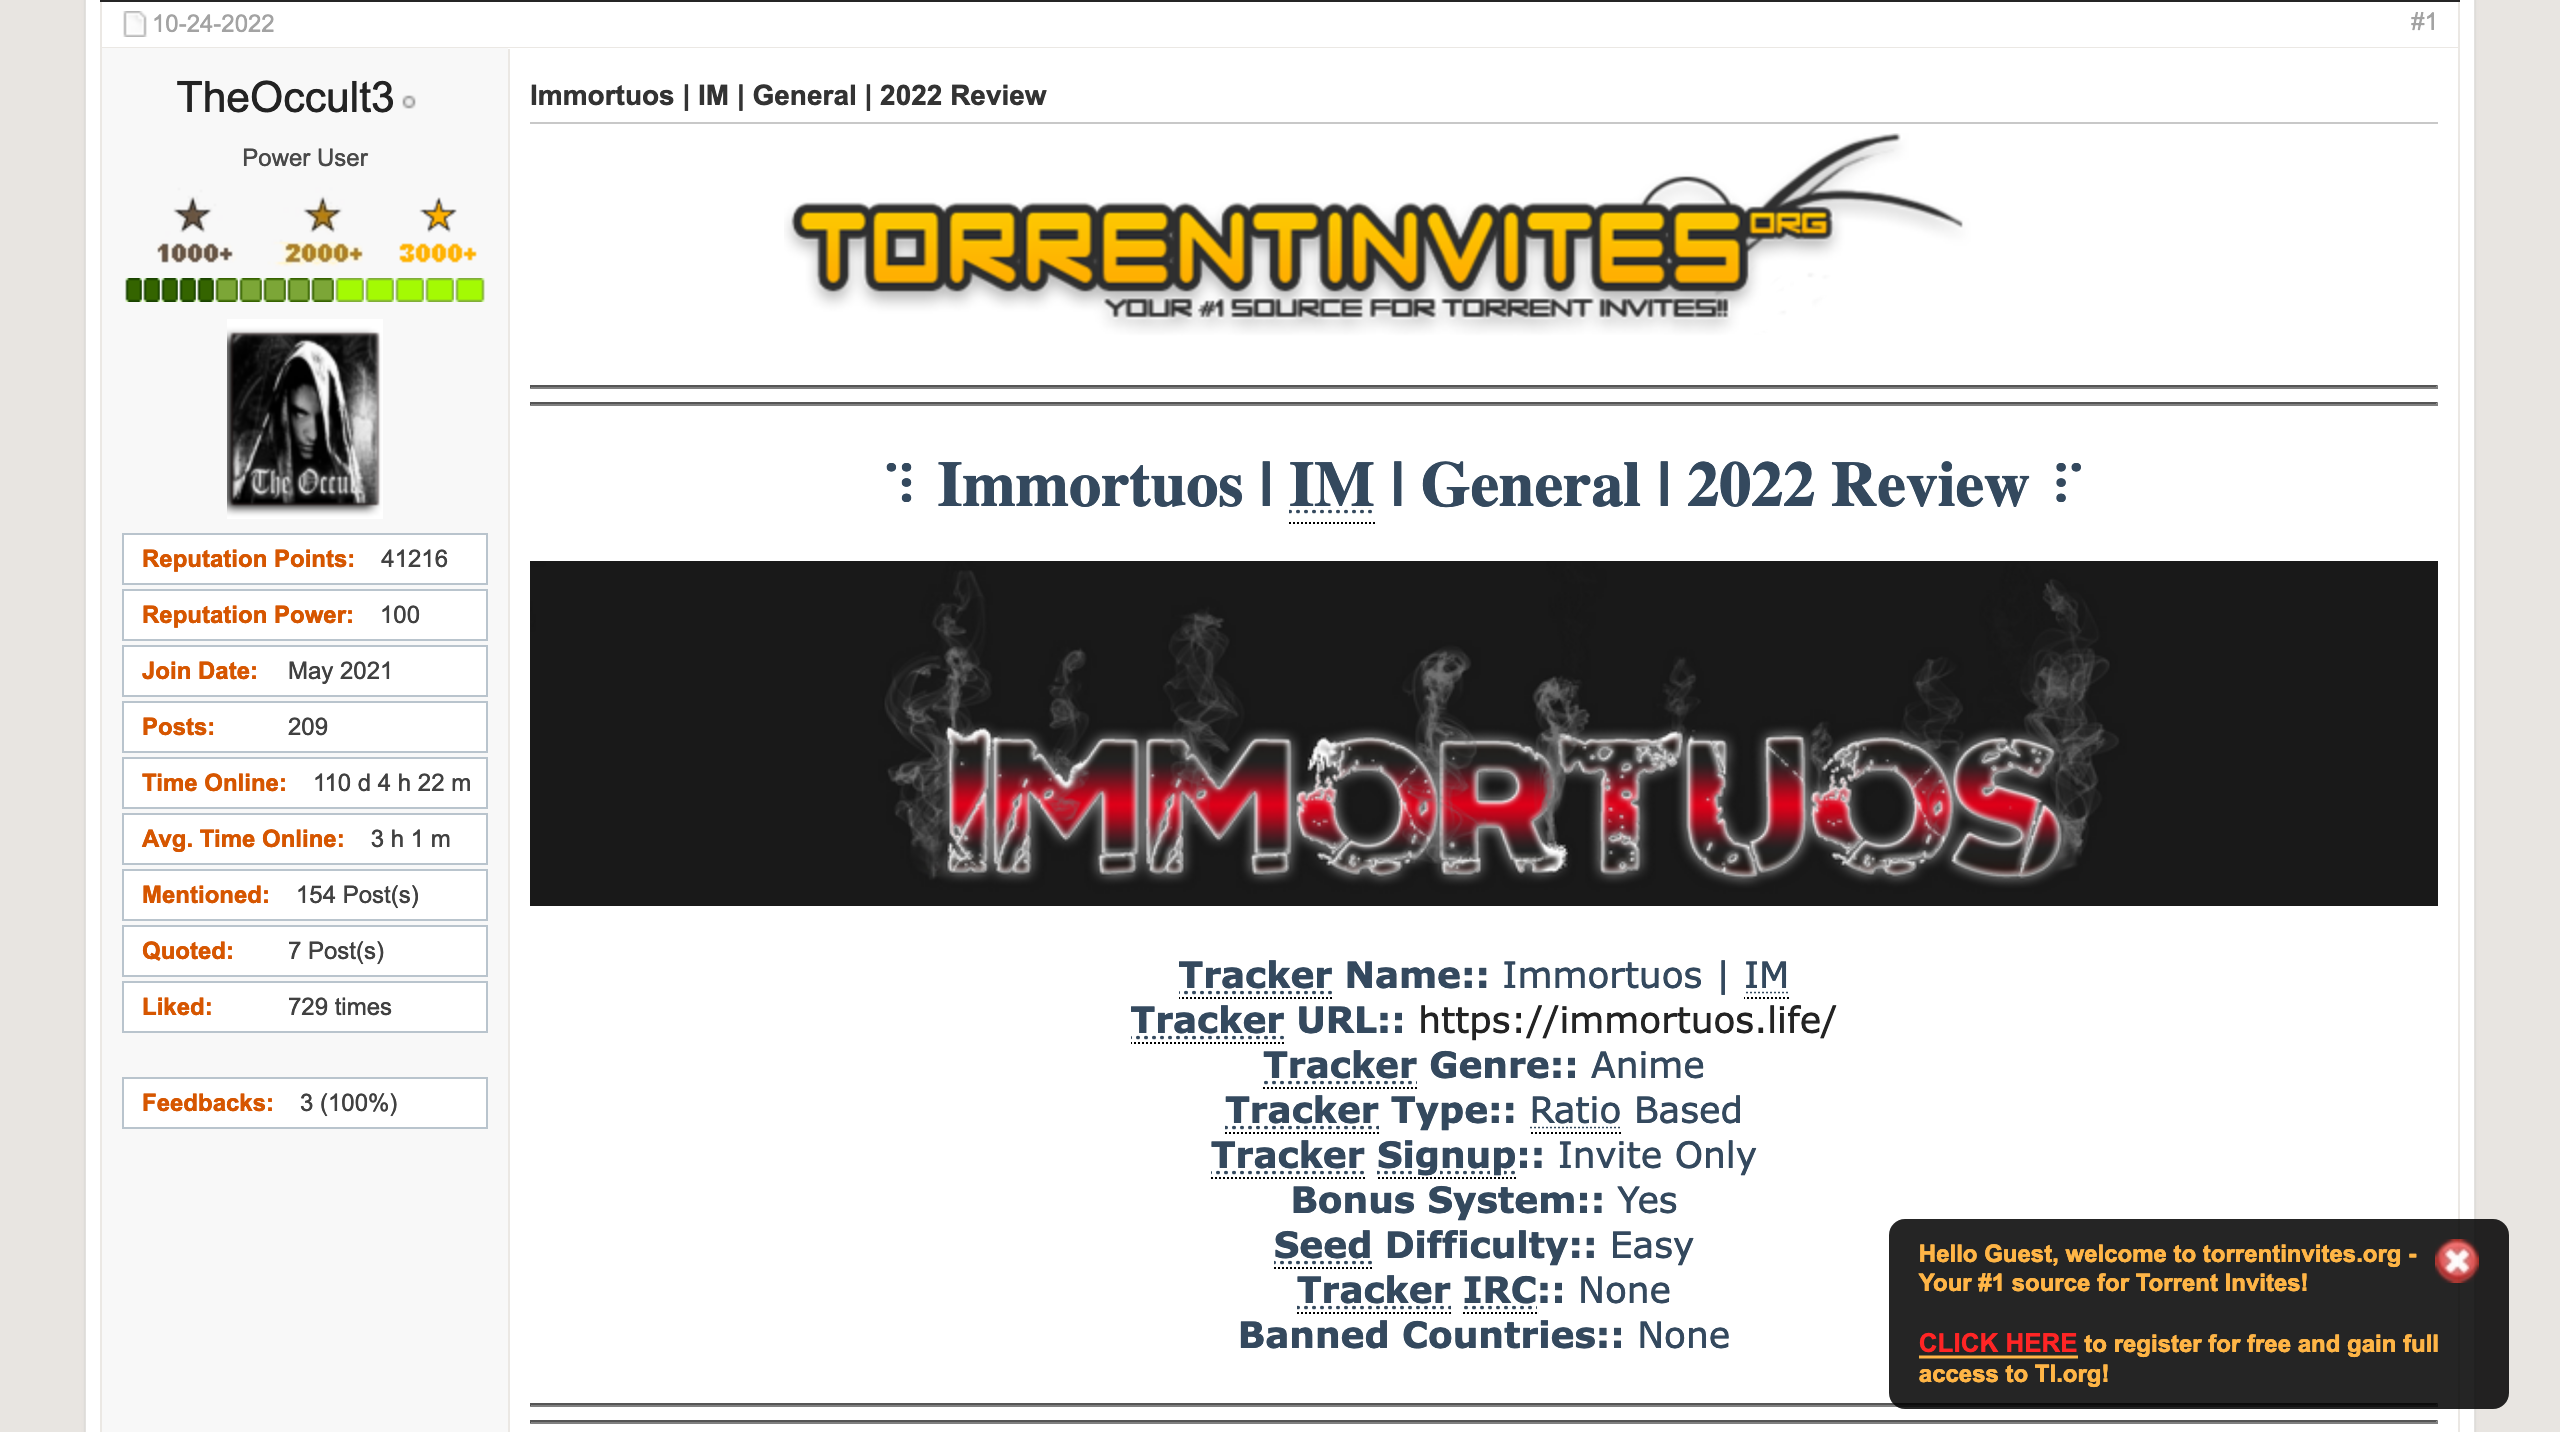 10-24-2022
#1
TheOccult3
Power User
1000+ 2000+ 3000+
The Occu
Reputation Points: 41216
Reputation Power: 100
Join Date: May 2021
Posts: 209
Time Online: 110 d 4 h 22 m
Avg. Time Online: 3 h 1 m
Mentioned: 154 Post(s)
Quoted: 7 Post(s)
Liked: 729 times
Feedbacks: 3 (100%)
Immortuos | IM | General | 2022 Review
TORRENTINVITES ORG
YOUR #1 SOURCE FOR TORRENT INVITES!!
⠹ Immortuos | IM | General | 2022 Review ⠏
IMMORTUOS
Tracker Name:: Immortuos | IM
Tracker URL:: https://immortuos.life/
Tracker Genre:: Anime
Tracker Type:: Ratio Based
Tracker Signup:: Invite Only
Bonus System:: Yes
Seed Difficulty:: Easy
Tracker IRC:: None
Banned Countries:: None
Hello Guest, welcome to torrentinvites.org -
Your #1 source for Torrent Invites!
CLICK HERE to register for free and gain full
access to TI.org!